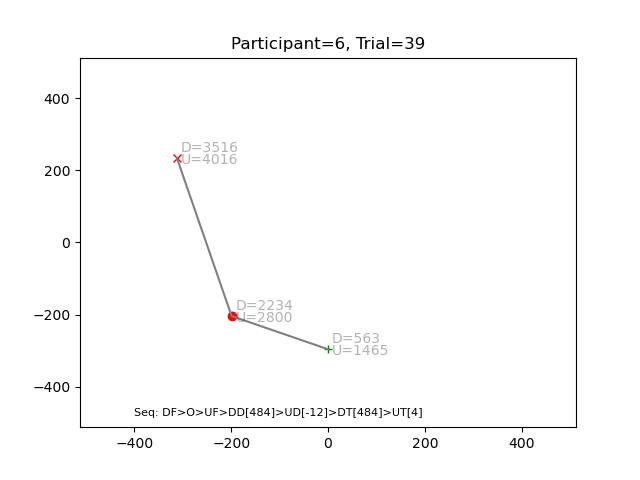 Participant=6, Trial=39
400
200
0
−200
−400
D=3516
U=4016
D=2234
U=2800
D=563
U=1465
Seq: DF>O>UF>DD[484]>UD[-12]>DT[484]>UT[4]
−400
−200
0
200
400